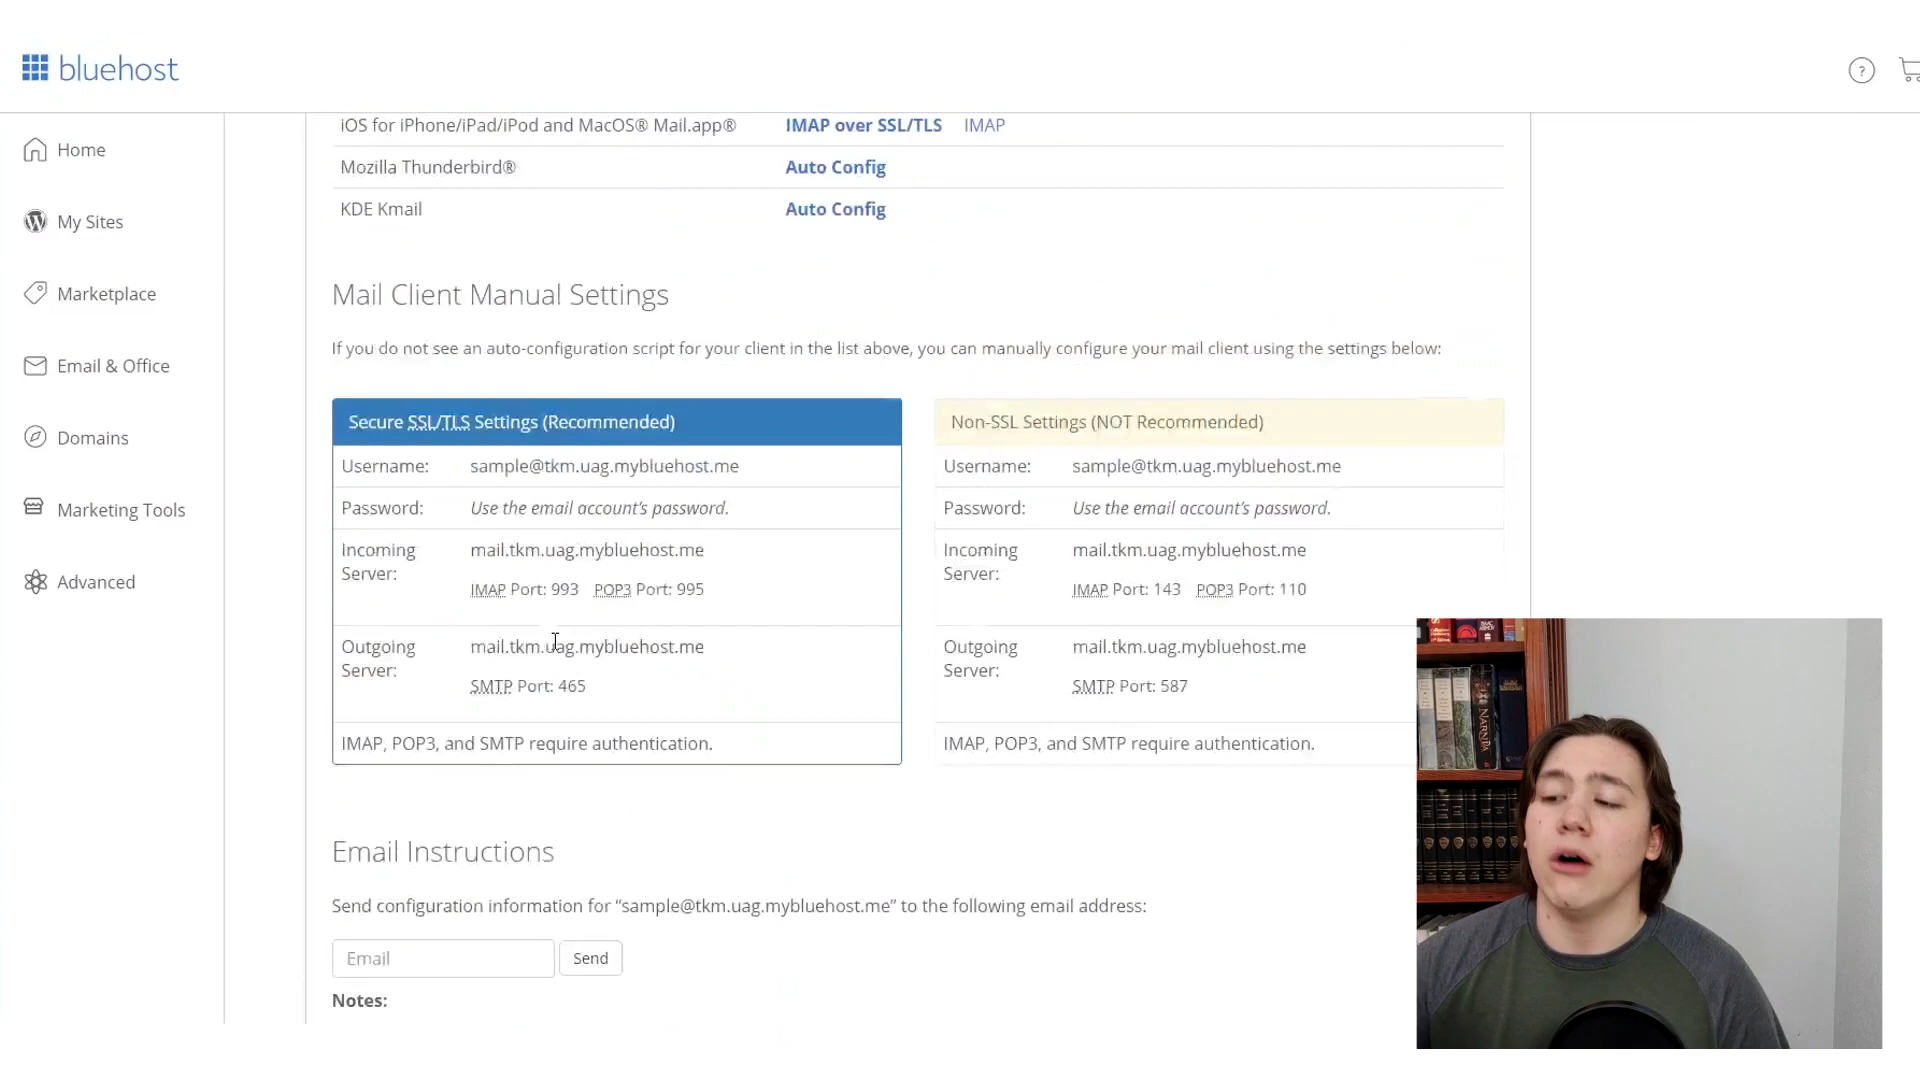 bluehost
?
Home
My Sites
Marketplace
Email & Office
Domains
Marketing Tools
Advanced
iOS for iPhone/iPad/iPod and MacOS® Mail.app® IMAP over SSL/TLS IMAP
Mozilla Thunderbird® Auto Config
KDE Kmail Auto Config
Mail Client Manual Settings
If you do not see an auto-configuration script for your client in the list above, you can manually configure your mail client using the settings below:
Secure SSL/TLS Settings (Recommended)
Username: sample@tkm.uag.mybluehost.me
Password: Use the email account’s password.
Incoming Server: mail.tkm.uag.mybluehost.me
IMAP Port: 993 POP3 Port: 995
Outgoing Server: mail.tkm.uag.mybluehost.me
SMTP Port: 465
IMAP, POP3, and SMTP require authentication.
Non-SSL Settings (NOT Recommended)
Username: sample@tkm.uag.mybluehost.me
Password: Use the email account’s password.
Incoming Server: mail.tkm.uag.mybluehost.me
IMAP Port: 143 POP3 Port: 110
Outgoing Server: mail.tkm.uag.mybluehost.me
SMTP Port: 587
IMAP, POP3, and SMTP require authentication.
Email Instructions
Send configuration information for “sample@tkm.uag.mybluehost.me” to the following email address:
Email Send
Notes:
NARNIA